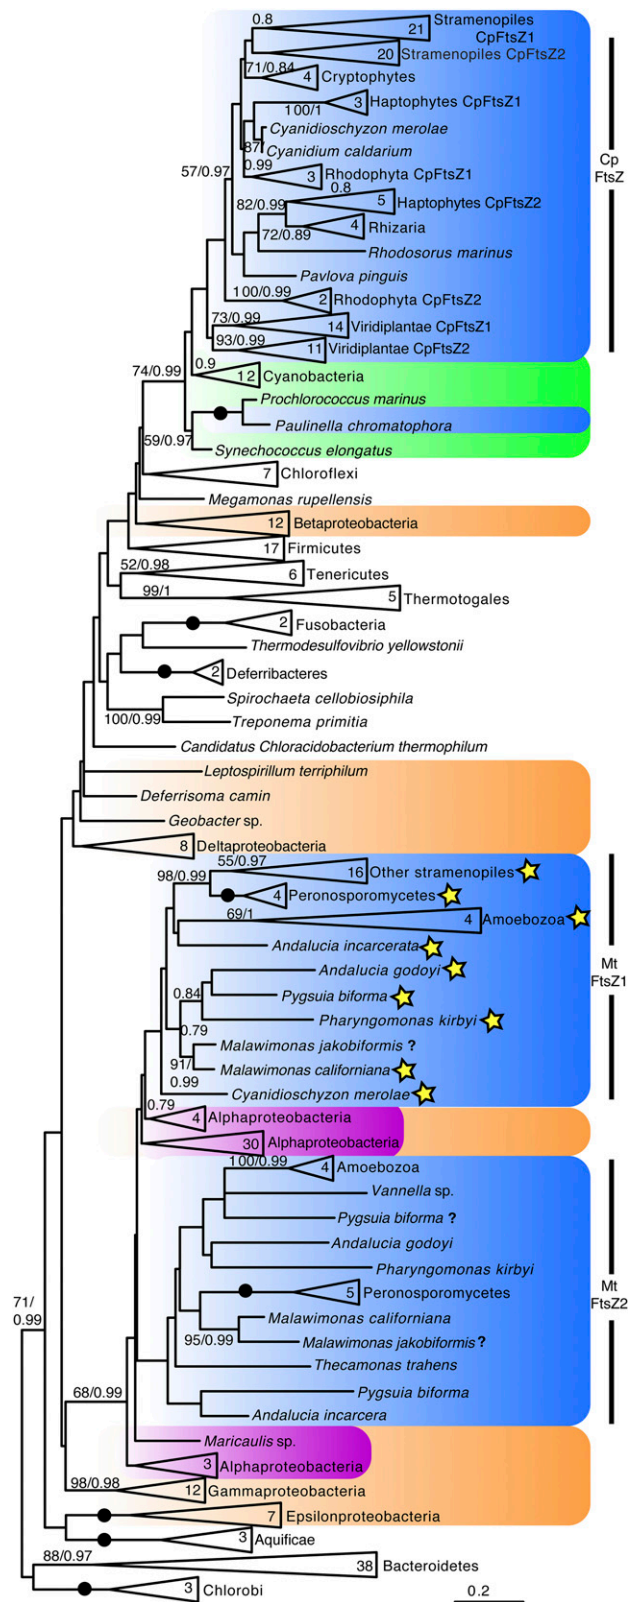 0.8
Stramenopiles
CpFtsZ1
21
20
Stramenopiles CpFtsZ2
71/0.84
4
Cryptophytes
3
Haptophytes CpFtsZ1
100/1
Cyanidioschyzon merolae
87/
0.99
Cyanidium caldarium
Cp
FtsZ
57/0.97
3
Rhodophyta CpFtsZ1
0.8
82/0.99
5
Haptophytes CpFtsZ2
72/0.89
4
Rhizaria
Rhodosorus marinus
Pavlova pinguis
100/0.99
2
Rhodophyta CpFtsZ2
73/0.99
14
Viridiplantae CpFtsZ1
93/0.99
11
Viridiplantae CpFtsZ2
74/0.99
0.9
12
Cyanobacteria
Prochlorococcus marinus
Paulinella chromatophora
59/0.97
Synechococcus elongatus
7
Chloroflexi
Megamonas rupellensis
12
Betaproteobacteria
17
Firmicutes
52/0.98
6
Tenericutes
99/1
5
Thermotogales
2
Fusobacteria
Thermodesulfovibrio yellowstonii
2
Deferribacteres
Spirochaeta cellobiosiphila
100/0.99
Treponema primitia
Candidatus Chloracidobacterium thermophilum
Leptospirillum terriphilum
Deferrisoma camin
Geobacter sp.
8
Deltaproteobacteria
55/0.97
98/0.99
16
Other stramenopiles
4
Peronosporomycetes
69/1
4
Amoebozoa
Andalucia incarcerata
Andalucia godoyi
Mt
FtsZ1
0.84
Pygsuia biforma
Pharyngomonas kirbyi
0.79
Malawimonas jakobiformis ?
91/
0.99
Malawimonas californiana
Cyanidioschyzon merolae
0.79
4
Alphaproteobacteria
30
Alphaproteobacteria
100/0.99
4
Amoebozoa
Vannella sp.
Pygsuia biforma ?
Andalucia godoyi
Pharyngomonas kirbyi
Mt
FtsZ2
5
Peronosporomycetes
Malawimonas californiana
95/0.99
Malawimonas jakobiformis ?
Thecamonas trahens
71/
0.99
Pygsuia biforma
68/0.99
Andalucia incarcera
Maricaulis sp.
3
Alphaproteobacteria
98/0.98
12
Gammaproteobacteria
7
Epsilonproteobacteria
3
Aquificae
88/0.97
38
Bacteroidetes
3
Chlorobi
0.2